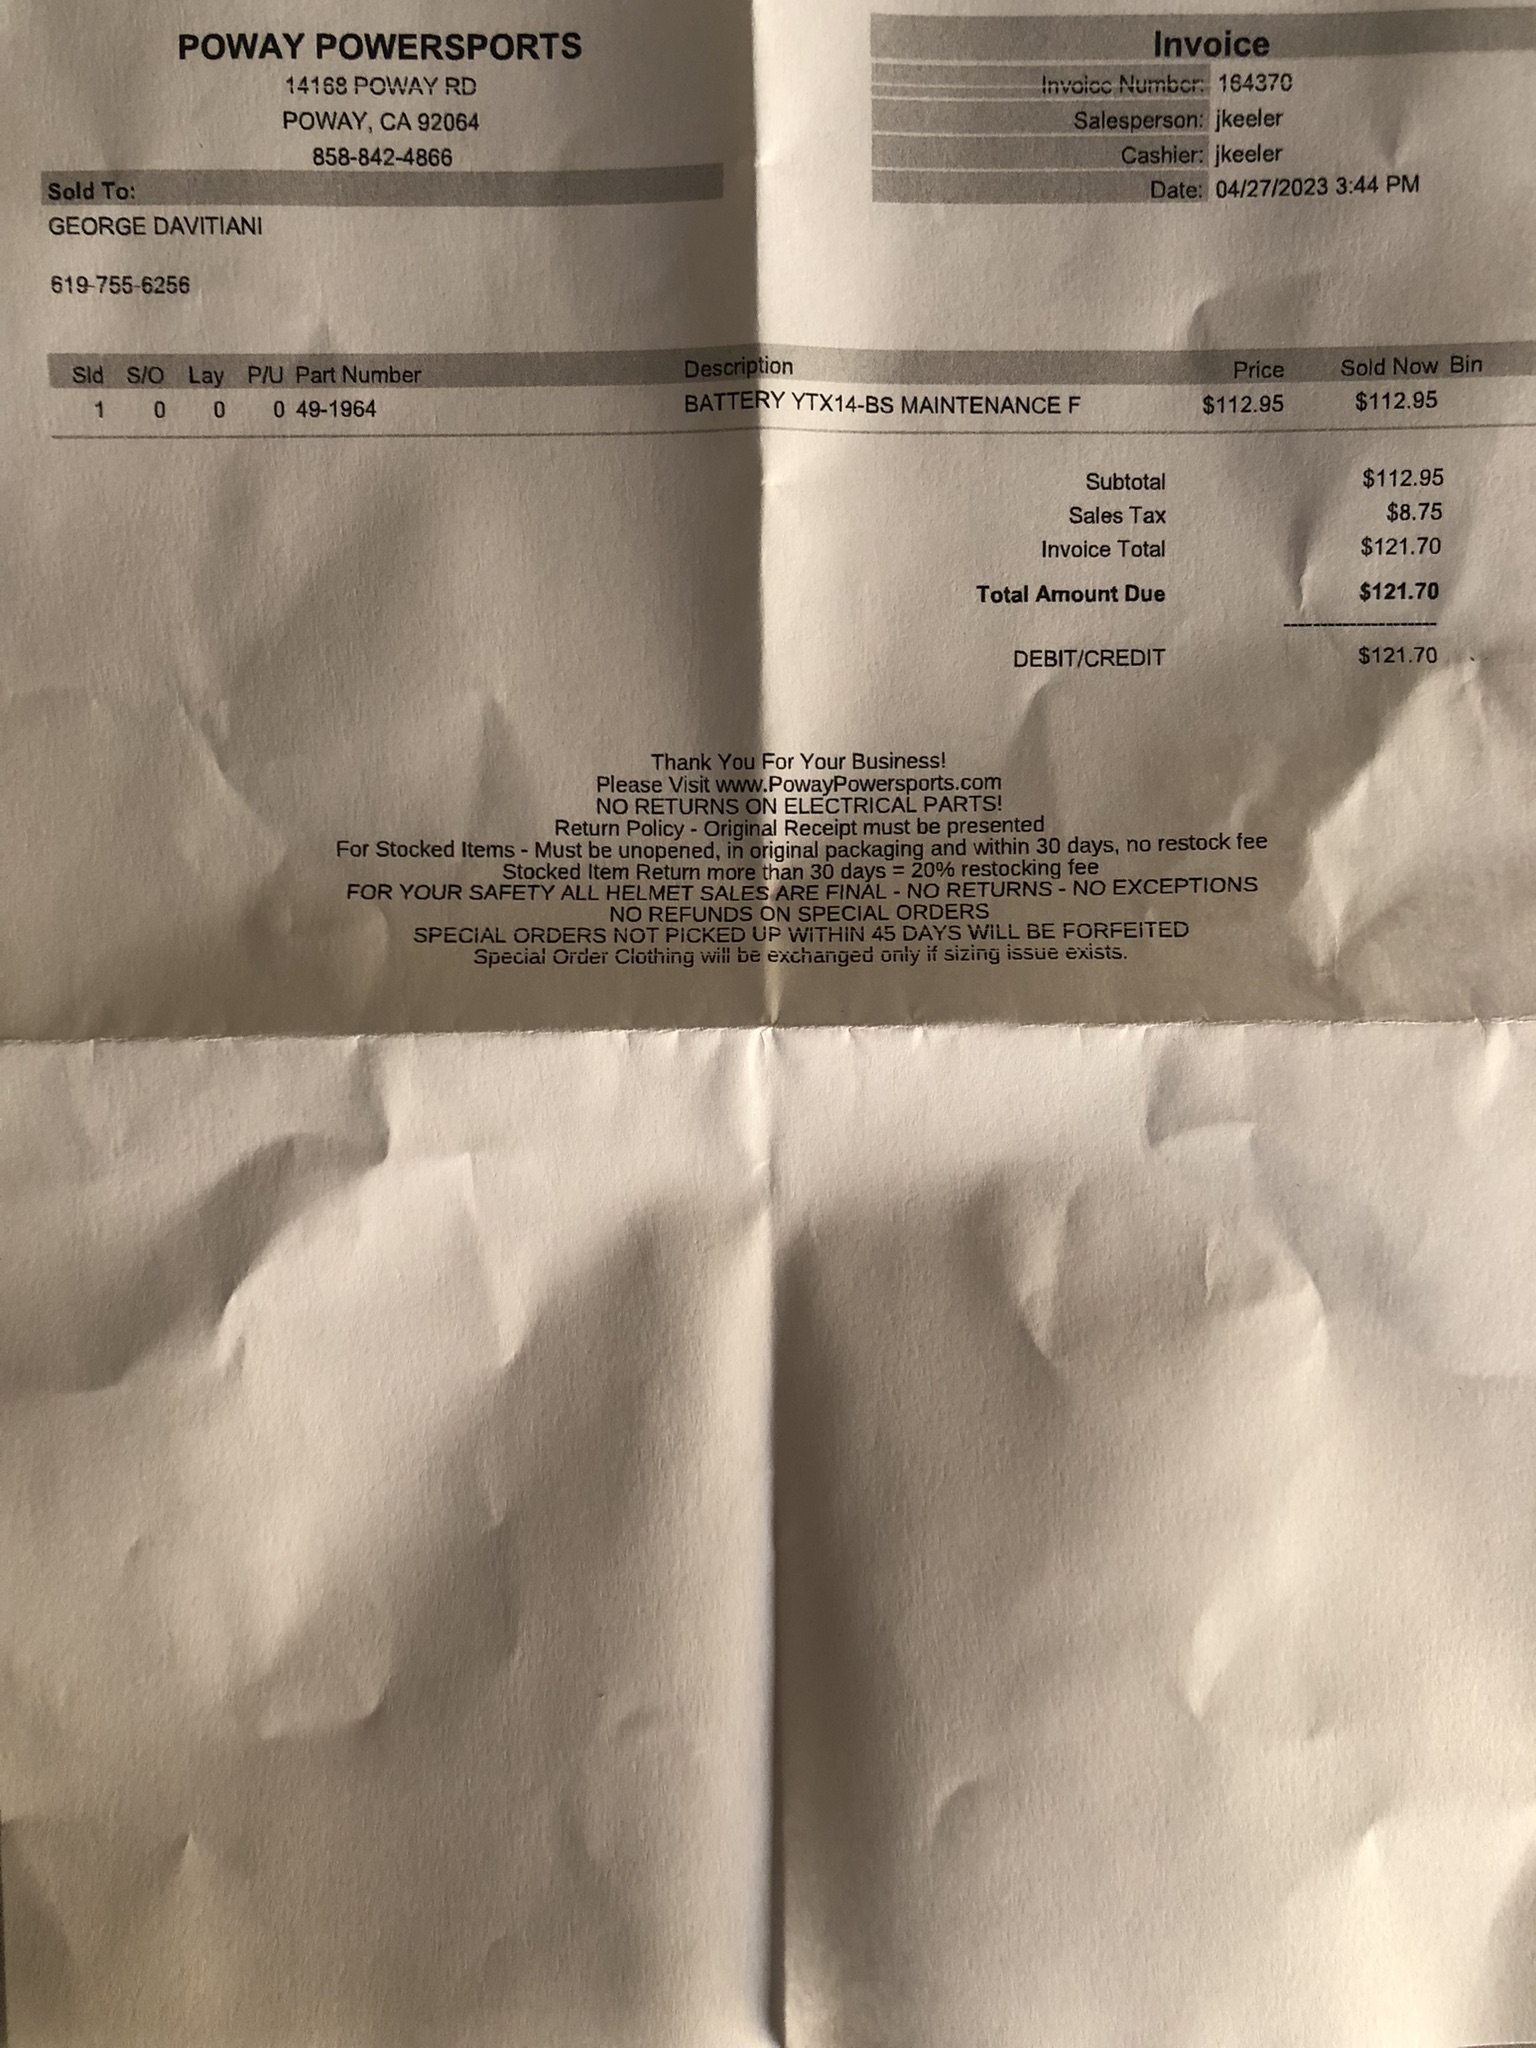 POWAY POWERSPORTS
14168 POWAY RD
POWAY, CA 92064
858-842-4866
Sold To:
GEORGE DAVITIANI
619-755-6256
Invoice
Invoice Number: 164370
Salesperson: jkeeler
Cashier: jkeeler
Date: 04/27/2023 3:44 PM
Sld S/O Lay P/U Part Number Description Price Sold Now Bin
1 0 0 0 49-1964 BATTERY YTX14-BS MAINTENANCE F $112.95 $112.95
Subtotal $112.95
Sales Tax $8.75
Invoice Total $121.70
Total Amount Due $121.70
DEBIT/CREDIT $121.70
Thank You For Your Business!
Please Visit www.PowayPowersports.com
NO RETURNS ON ELECTRICAL PARTS!
Return Policy - Original Receipt must be presented
For Stocked Items - Must be unopened, in original packaging and within 30 days, no restock fee
Stocked Item Return more than 30 days = 20% restocking fee
FOR YOUR SAFETY ALL HELMET SALES ARE FINAL - NO RETURNS - NO EXCEPTIONS
NO REFUNDS ON SPECIAL ORDERS
SPECIAL ORDERS NOT PICKED UP WITHIN 45 DAYS WILL BE FORFEITED
Special Order Clothing will be exchanged only if sizing issue exists.